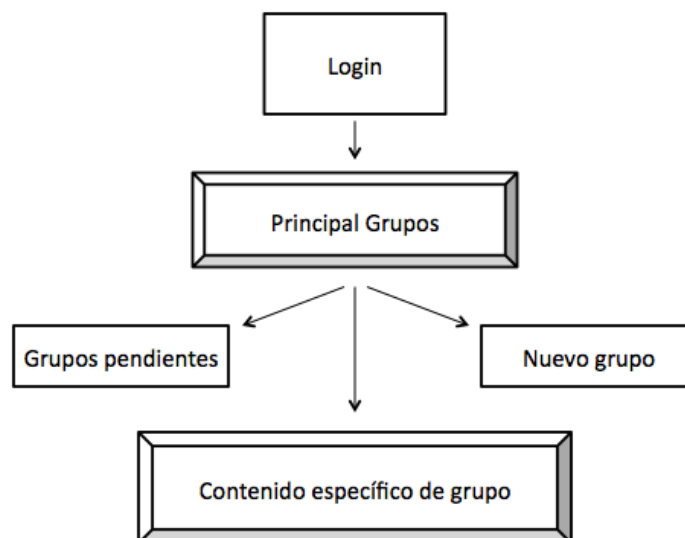 Login
Principal Grupos
Grupos pendientes
Nuevo grupo
Contenido específico de grupo